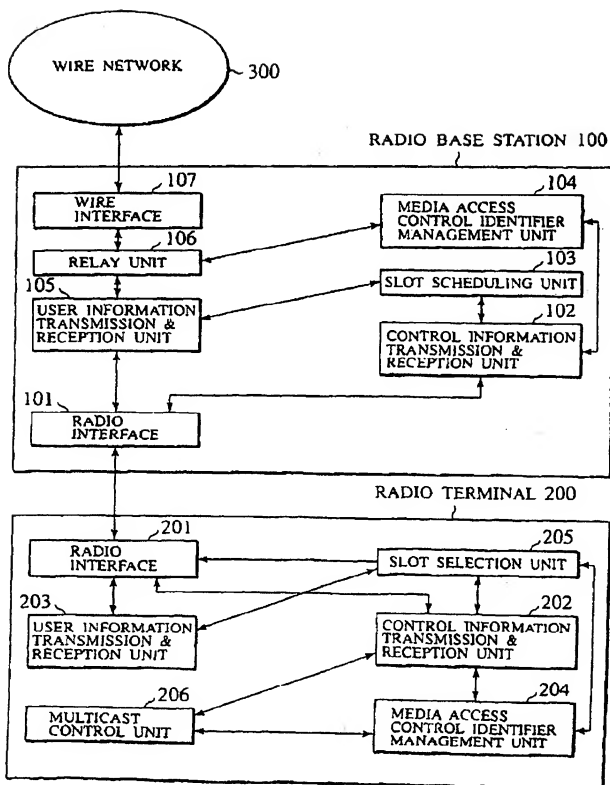 WIRE NETWORK
300
RADIO BASE STATION 100
107
WIRE
INTERFACE
104
MEDIA ACCESS
CONTROL IDENTIFIER
MANAGEMENT UNIT
106
RELAY UNIT
103
SLOT SCHEDULING UNIT
105
USER INFORMATION
TRANSMISSION &
RECEPTION UNIT
102
CONTROL INFORMATION
TRANSMISSION &
RECEPTION UNIT
101
RADIO
INTERFACE
RADIO TERMINAL 200
201
RADIO
INTERFACE
205
SLOT SELECTION UNIT
203
USER INFORMATION
TRANSMISSION &
RECEPTION UNIT
202
CONTROL INFORMATION
TRANSMISSION &
RECEPTION UNIT
206
MULTICAST
CONTROL UNIT
204
MEDIA ACCESS
CONTROL IDENTIFIER
MANAGEMENT UNIT